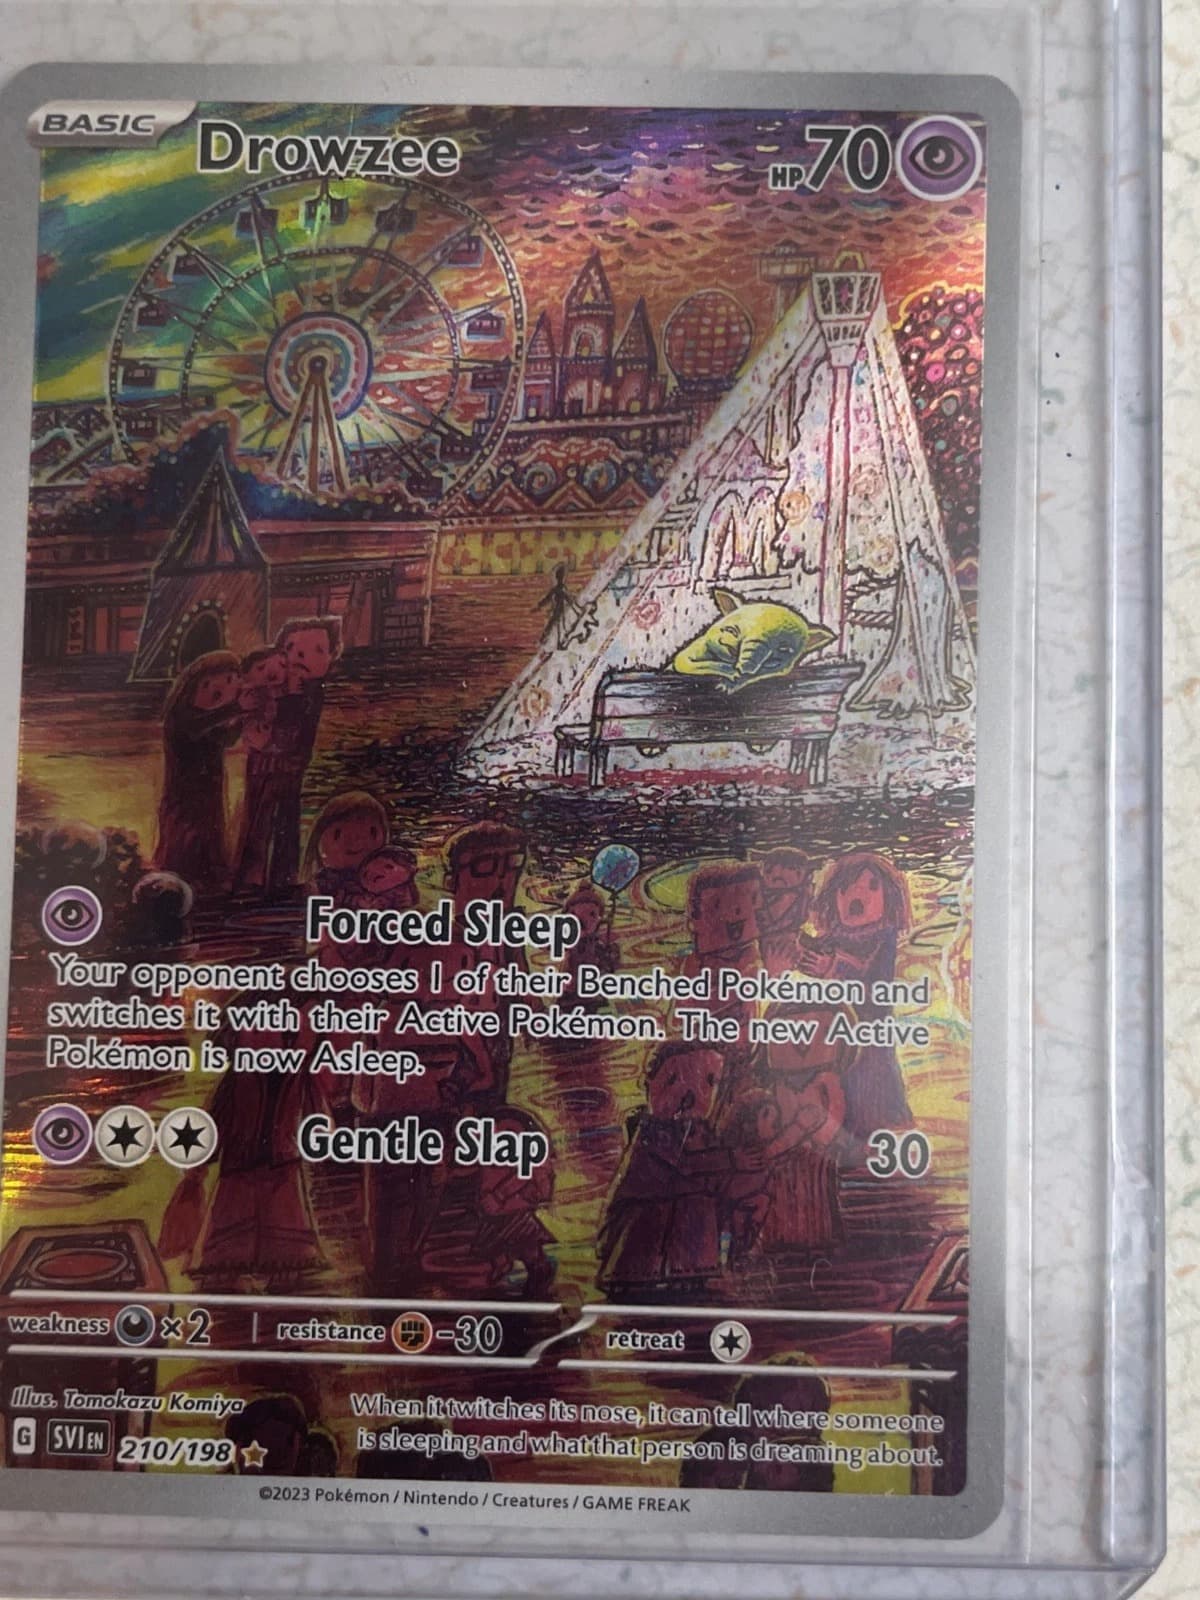 BASIC Drowzee HP 70
Forced Sleep
Your opponent chooses 1 of their Benched Pokémon and
switches it with their Active Pokémon. The new Active
Pokémon is now Asleep.
Gentle Slap 30
weakness ×2 resistance -30 retreat
Illus. Tomokazu Komiya
When it twitches its nose, it can tell where someone
is sleeping and what that person is dreaming about.
G SVI EN 210/198
©2023 Pokémon / Nintendo / Creatures / GAME FREAK